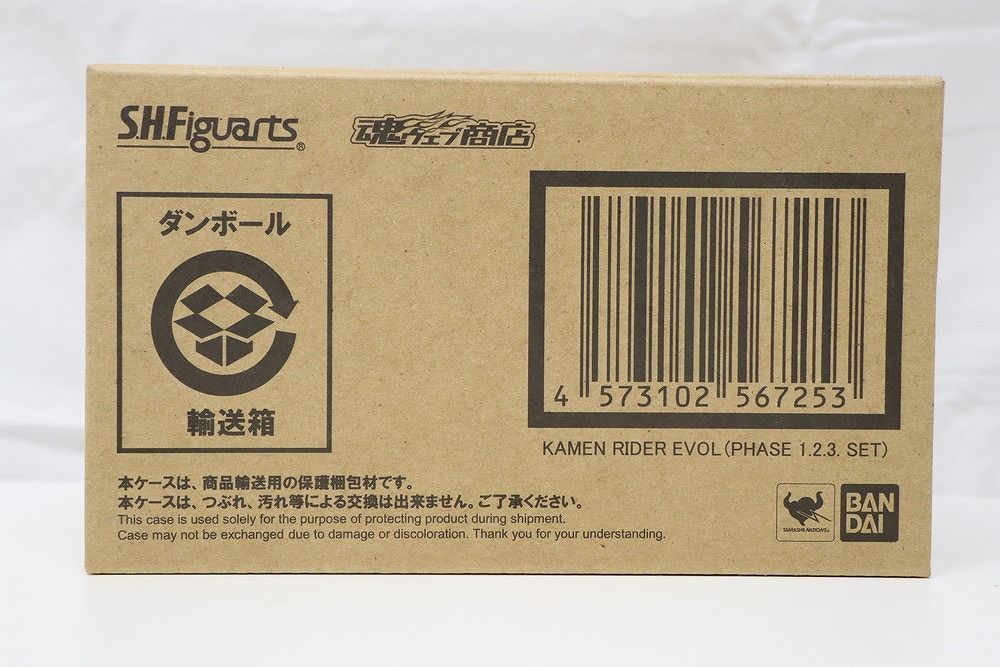 S.H.Figuarts®
魂ウェブ商店
ダンボール
輸送箱
4 573102 567253
KAMEN RIDER EVOL (PHASE 1.2.3. SET)
本ケースは、商品輸送用の保護梱包材です。
本ケースは、つぶれ、汚れ等による交換は出来ません。ご了承ください。
This case is used solely for the purpose of protecting product during shipment.
Case may not be exchanged due to damage or discoloration. Thank you for your understanding.
TAMASHII NATIONS®
BAN
DAI